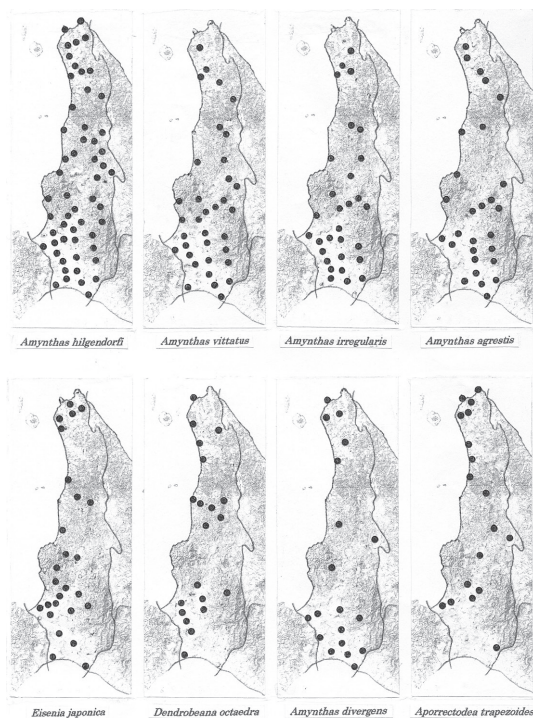 Amynthas hilgendorfi
Amynthas vittatus
Amynthas irregularis
Amynthas agrestis
Eisenia japonica
Dendrobeana octaedra
Amynthas divergens
Aporrectodea trapezoides